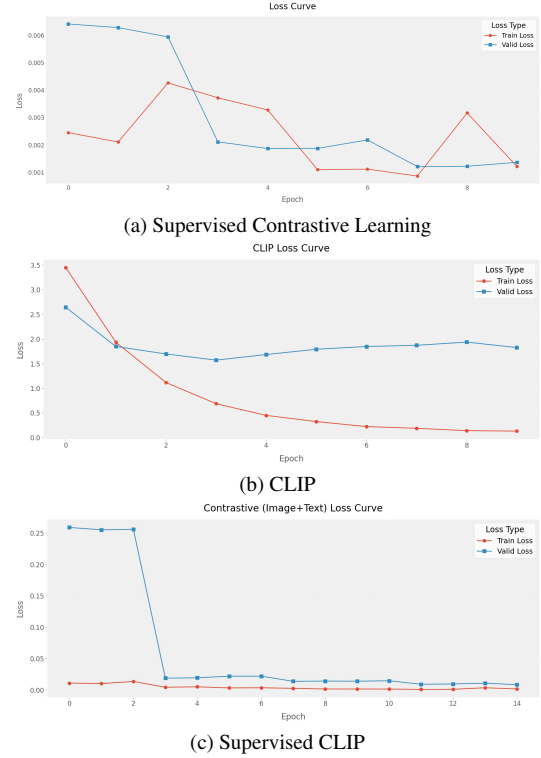 Loss Curve
Loss Type
Train Loss
Valid Loss
0.006
0.005
0.004
0.003
0.002
0.001
Loss
0 2 4 6 8
Epoch
(a) Supervised Contrastive Learning
CLIP Loss Curve
Loss Type
Train Loss
Valid Loss
3.5
3.0
2.5
2.0
1.5
1.0
0.5
0.0
Loss
0 2 4 6 8
Epoch
(b) CLIP
Contrastive (Image+Text) Loss Curve
Loss Type
Train Loss
Valid Loss
0.25
0.20
0.15
0.10
0.05
0.00
Loss
0 2 4 6 8 10 12 14
Epoch
(c) Supervised CLIP